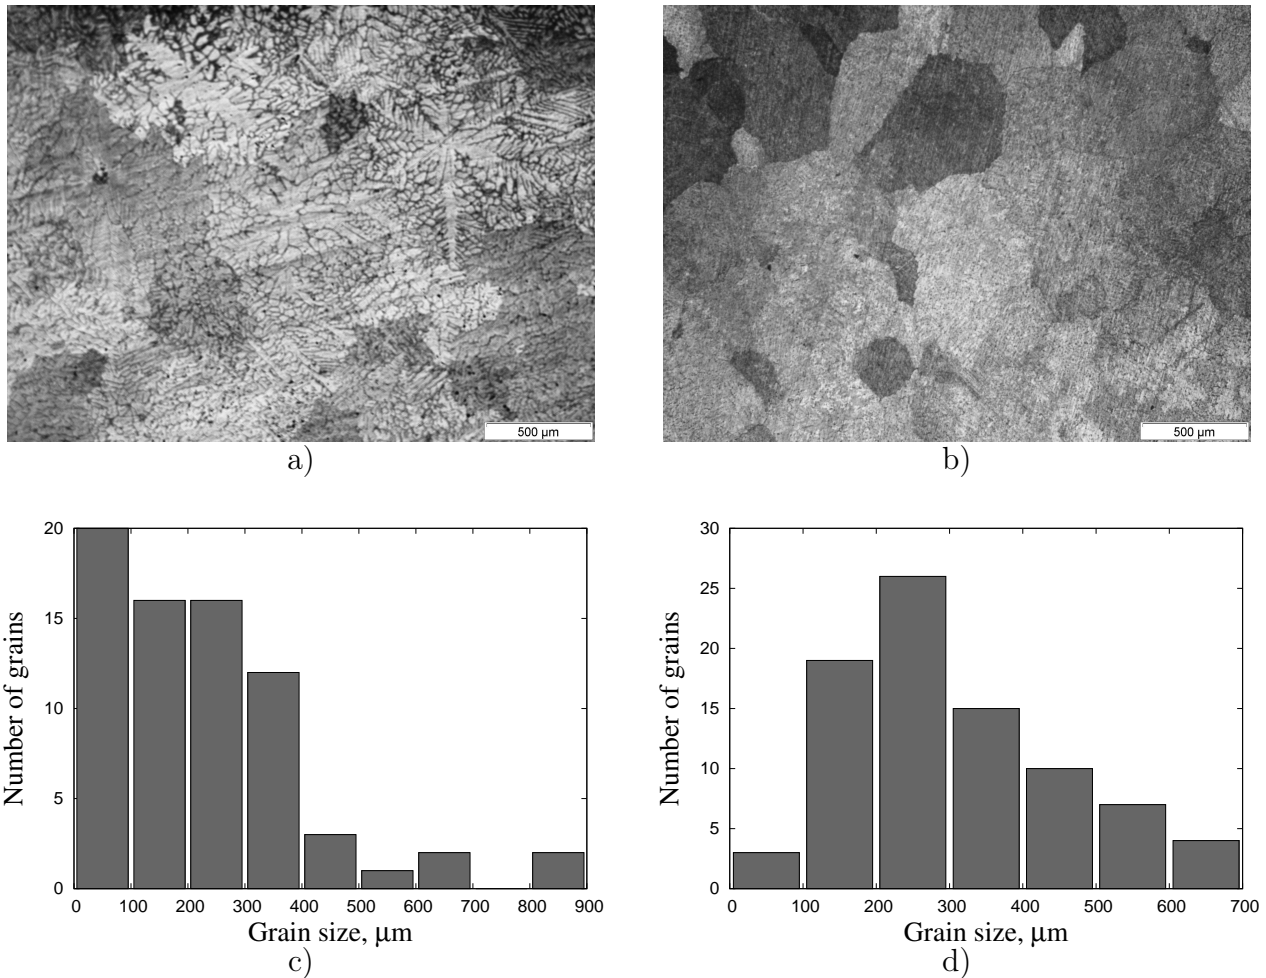 500 µm
500 µm
a)
b)
20
15
10
5
0
Number of grains
0 100 200 300 400 500 600 700 800 900
Grain size, µm
c)
30
25
20
15
10
5
0
Number of grains
0 100 200 300 400 500 600 700
Grain size, µm
d)